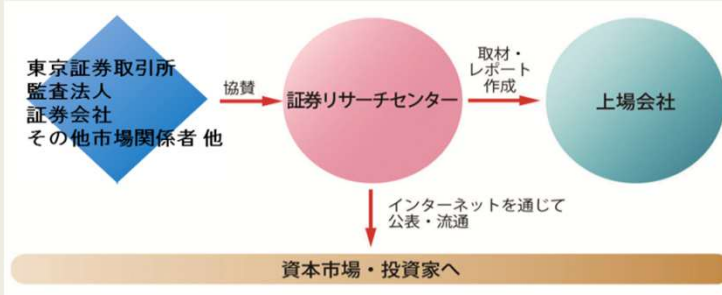 東京証券取引所
監査法人
証券会社
その他市場関係者 他
協賛
証券リサーチセンター
取材・
レポート
作成
上場会社
インターネットを通じて
公表・流通
資本市場・投資家へ